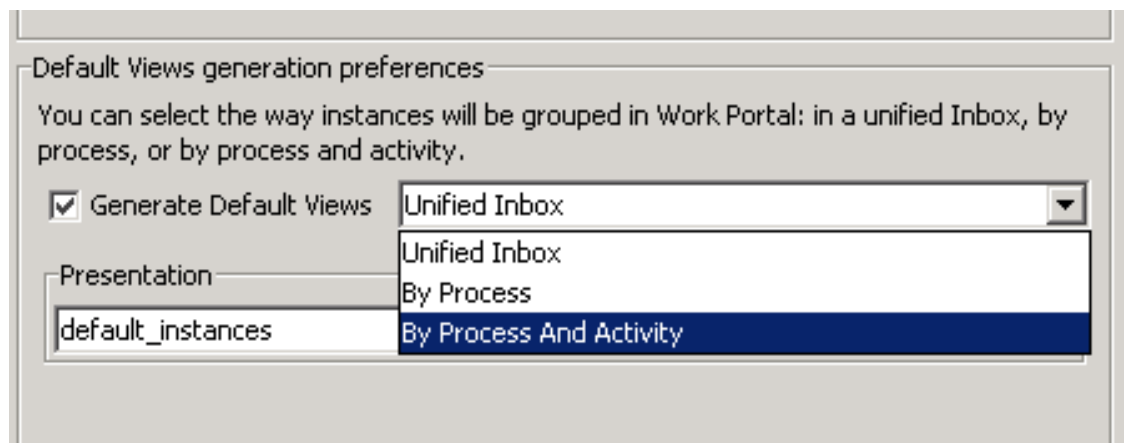 Default Views generation preferences
You can select the way instances will be grouped in Work Portal: in a unified Inbox, by
process, or by process and activity.
Generate Default Views
Unified Inbox
Unified Inbox
By Process
By Process And Activity
Presentation
default_instances